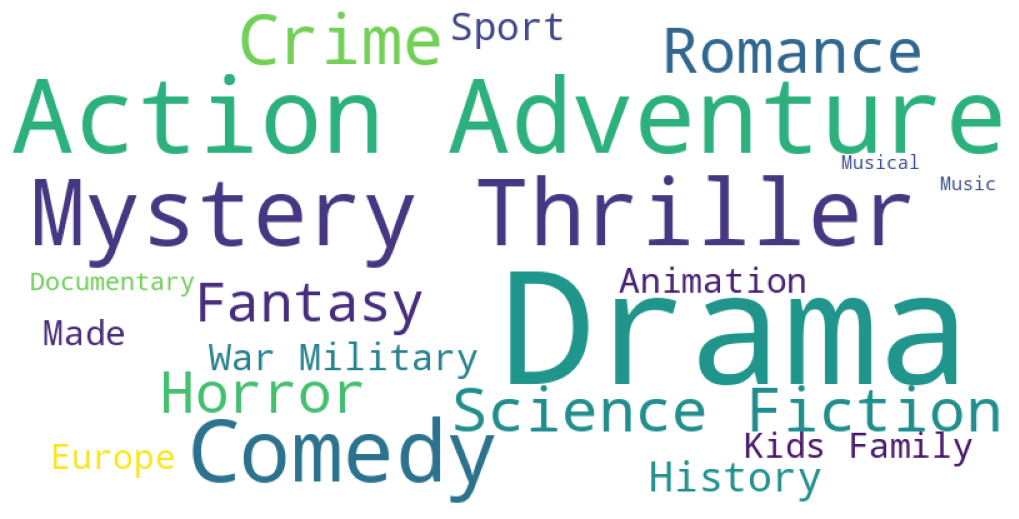 Crime Sport Romance
Action Adventure
Musical
Music
Mystery Thriller
Documentary
Animation
Fantasy
Drama
Made
War Military
Horror
Science Fiction
Comedy
Europe
Kids Family
History